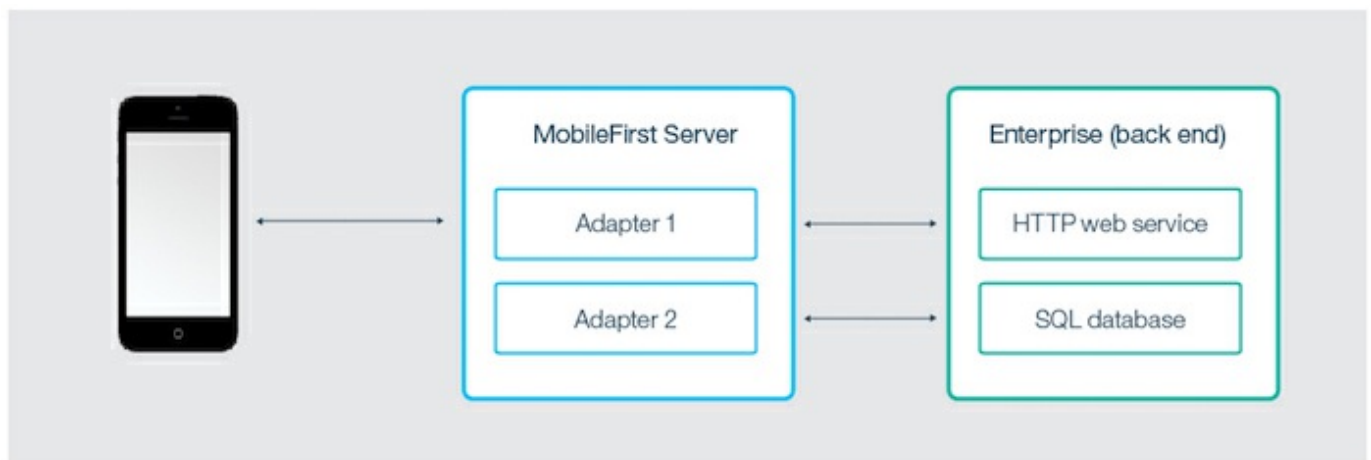 MobileFirst Server
Adapter 1
Adapter 2
Enterprise (back end)
HTTP web service
SQL database